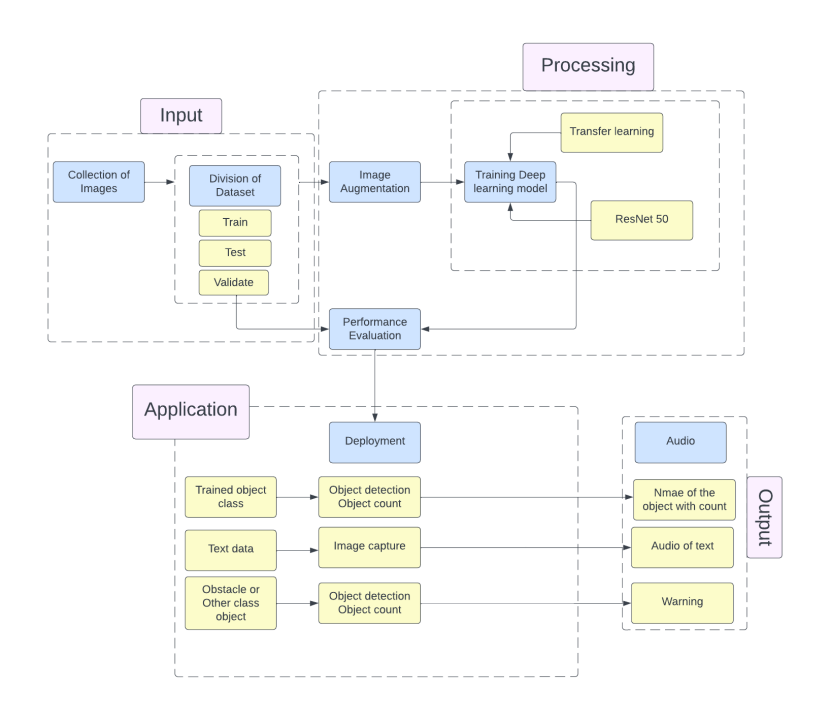 Processing
Input
Transfer learning
Collection of
Images
Division of
Dataset
Image
Augmentation
Training Deep
learning model
Train
ResNet 50
Test
Validate
Performance
Evaluation
Application
Deployment
Audio
Trained object
class
Object detection
Object count
Nmae of the
object with count
Output
Text data
Image capture
Audio of text
Obstacle or
Other class
object
Object detection
Object count
Warning